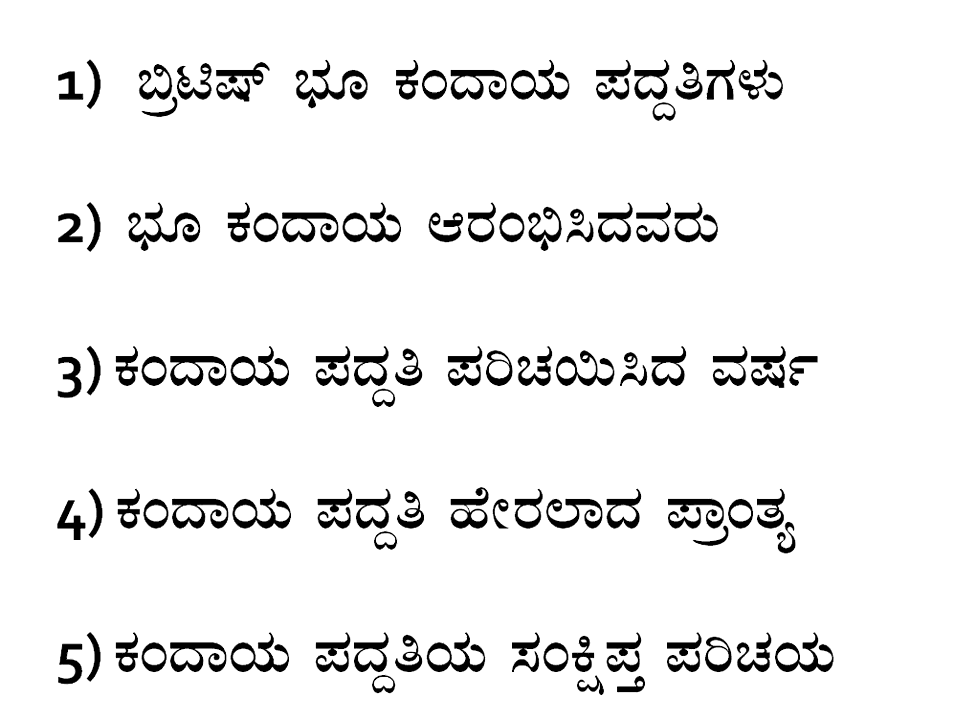 1) ಬ್ರಿಟಿಷ್ ಭೂ ಕಂದಾಯ ಪದ್ದತಿಗಳು
2) ಭೂ ಕಂದಾಯ ಆರಂಭಿಸಿದವರು
3) ಕಂದಾಯ ಪದ್ದತಿ ಪರಿಚಯಿಸಿದ ವರ್ಷ
4) ಕಂದಾಯ ಪದ್ದತಿ ಹೇರಲಾದ ಪ್ರಾಂತ್ಯ
5) ಕಂದಾಯ ಪದ್ದತಿಯ ಸಂಕ್ಷಿಪ್ತ ಪರಿಚಯ